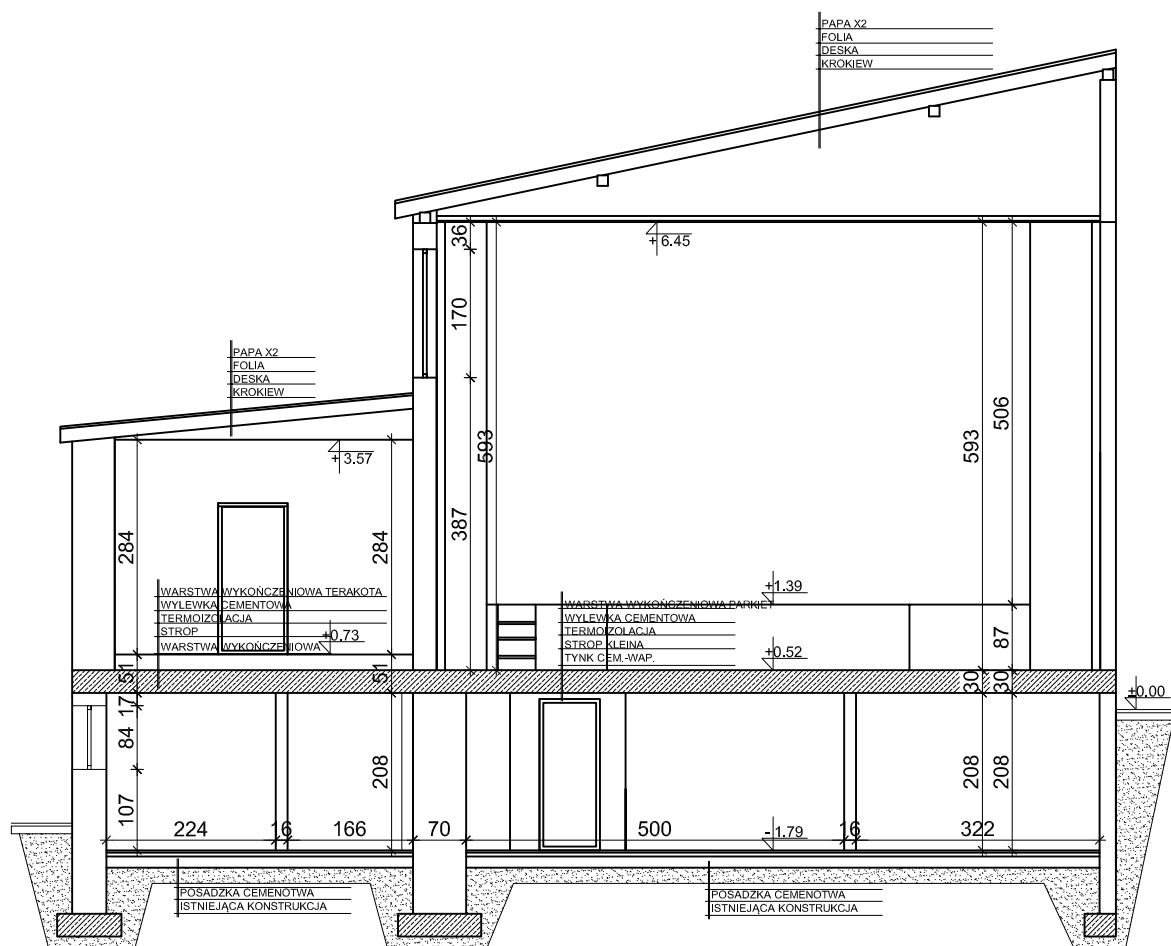 PAPA X2
FOLIA
DESKA
KROKIEW
36
+ 6.45
170
PAPA X2
FOLIA
DESKA
KROKIEW
506
593
593
+ 3.57
387
284
284
+1.39
WARSTWA WYKOŃCZENIOWA TERAKOTA
WYLEWKA CEMENTOWA
TERMOIZOLACJA
STROP
WARSTWA WYKOŃCZENIOWA
+0.73
WARSTWA WYKOŃCZENIOWA PARKIET
WYLEWKA CEMENTOWA
TERMOIZOLACJA
STROP KLEINA
TYNK CEM.-WAP.
+0.52
87
51
51
30
30
±0.00
17
84
107
208
208
208
224
16
166
70
500
- 1.79
16
322
POSADZKA CEMENOTWA
ISTNIEJĄCA KONSTRUKCJA
POSADZKA CEMENOTWA
ISTNIEJĄCA KONSTRUKCJA